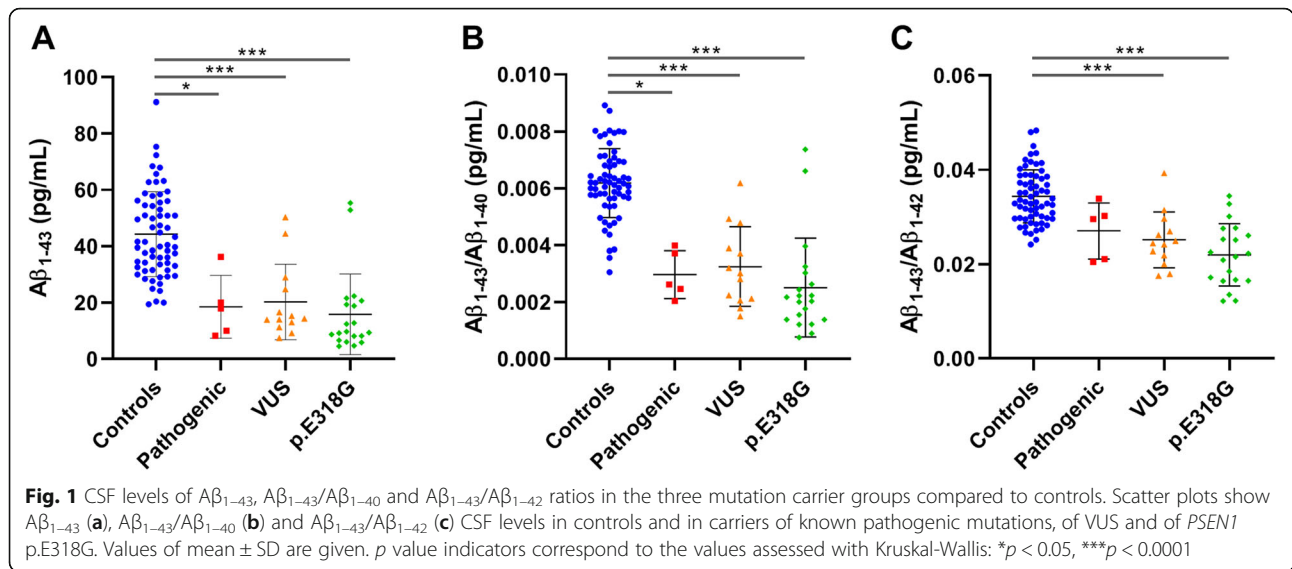 A
***
***
*
Aβ1-43 (pg/mL)
100
80
60
40
20
0
Controls
Pathogenic
VUS
p.E318G
B
***
***
*
Aβ1-43/Aβ1-40 (pg/mL)
0.010
0.008
0.006
0.004
0.002
0.000
Controls
Pathogenic
VUS
p.E318G
C
***
***
Aβ1-43/Aβ1-42 (pg/mL)
0.06
0.04
0.02
0.00
Controls
Pathogenic
VUS
p.E318G
Fig. 1 CSF levels of Aβ1–43, Aβ1–43/Aβ1–40 and Aβ1–43/Aβ1–42 ratios in the three mutation carrier groups compared to controls. Scatter plots show
Aβ1–43 (a), Aβ1–43/Aβ1–40 (b) and Aβ1–43/Aβ1–42 (c) CSF levels in controls and in carriers of known pathogenic mutations, of VUS and of PSEN1
p.E318G. Values of mean ± SD are given. p value indicators correspond to the values assessed with Kruskal-Wallis: *p < 0.05, ***p < 0.0001